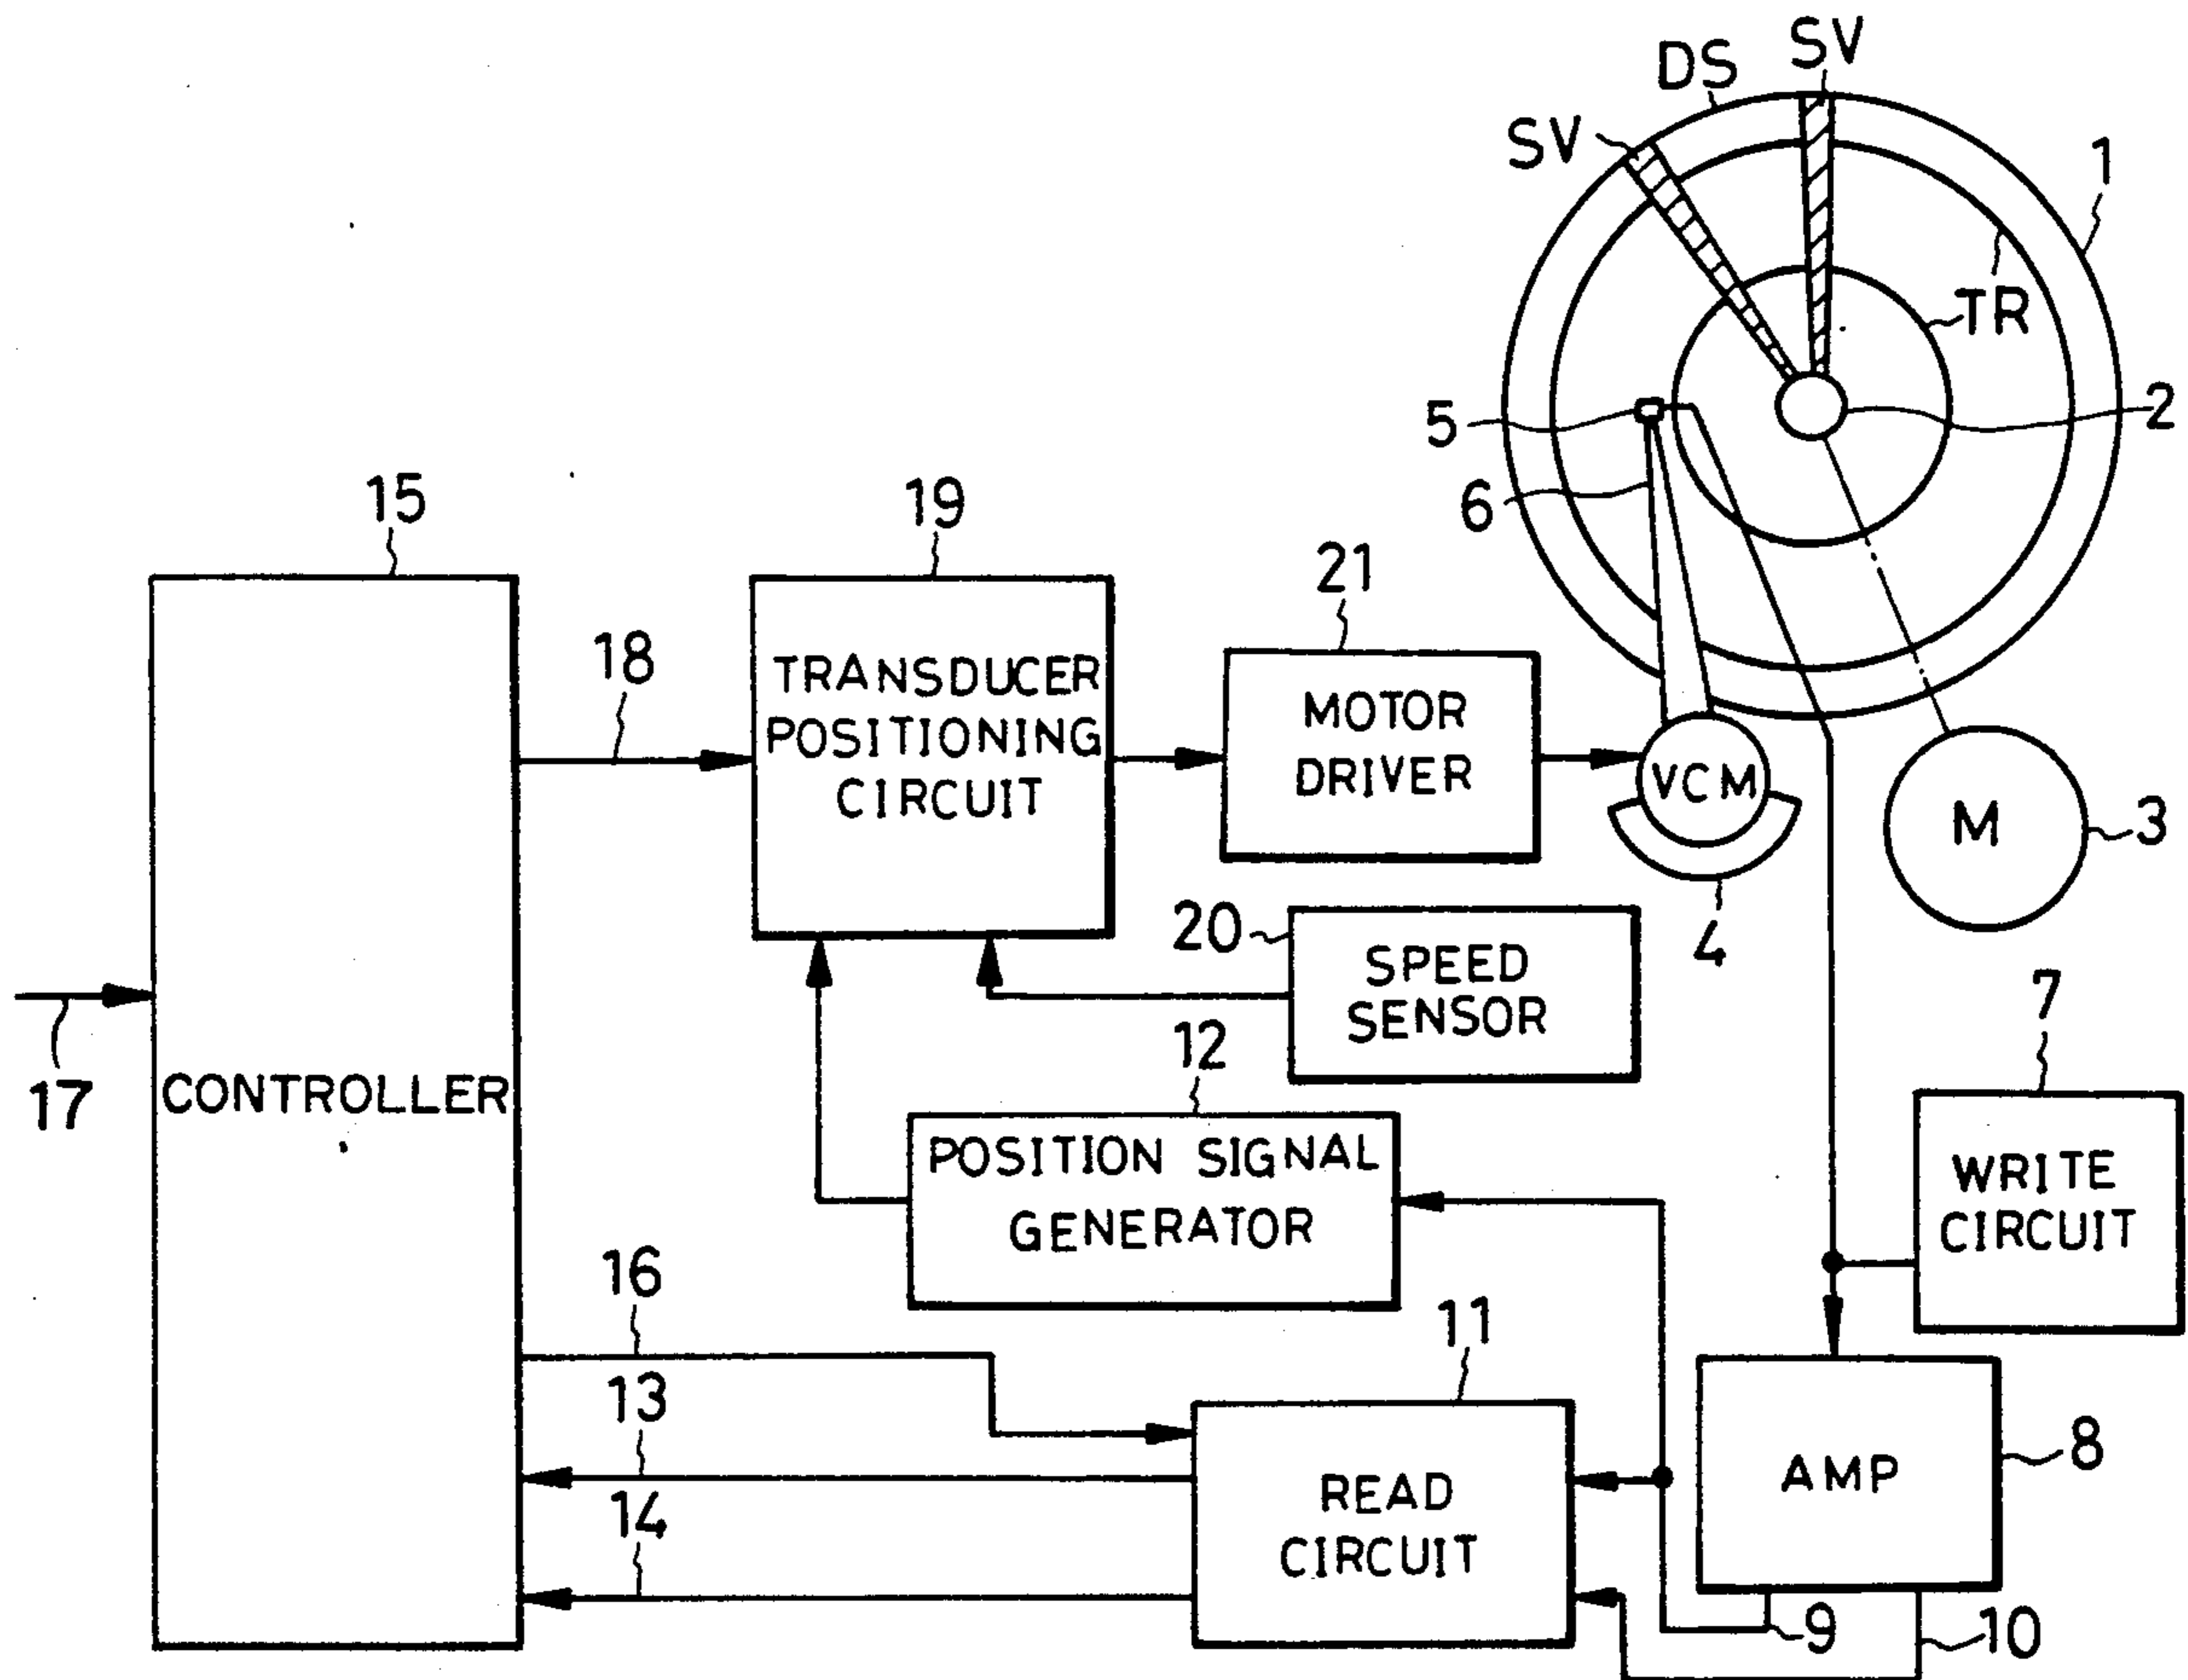 SV
DS
SV
1
TR
2
5
6
15
19
21
18
TRANSDUCER
POSITIONING
CIRCUIT
MOTOR
DRIVER
VCM
M
3
4
20
SPEED
SENSOR
17
CONTROLLER
12
POSITION SIGNAL
GENERATOR
7
WRITE
CIRCUIT
16
11
13
14
READ
CIRCUIT
AMP
8
9
10